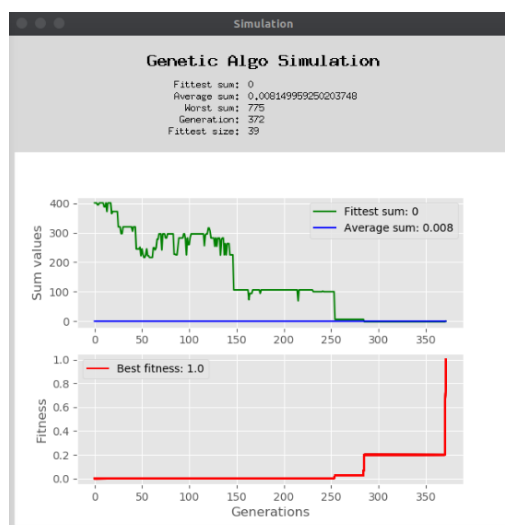 Simulation
Genetic Algo Simulation
Fittest sum: 0
Average sum: 0.008149959250203748
Worst sum: 775
Generation: 372
Fittest size: 39
Sum values
400
300
200
100
0
Fittest sum: 0
Average sum: 0.008
0 50 100 150 200 250 300 350
Fitness
1.0
0.8
0.6
0.4
0.2
0.0
Best fitness: 1.0
0 50 100 150 200 250 300 350
Generations